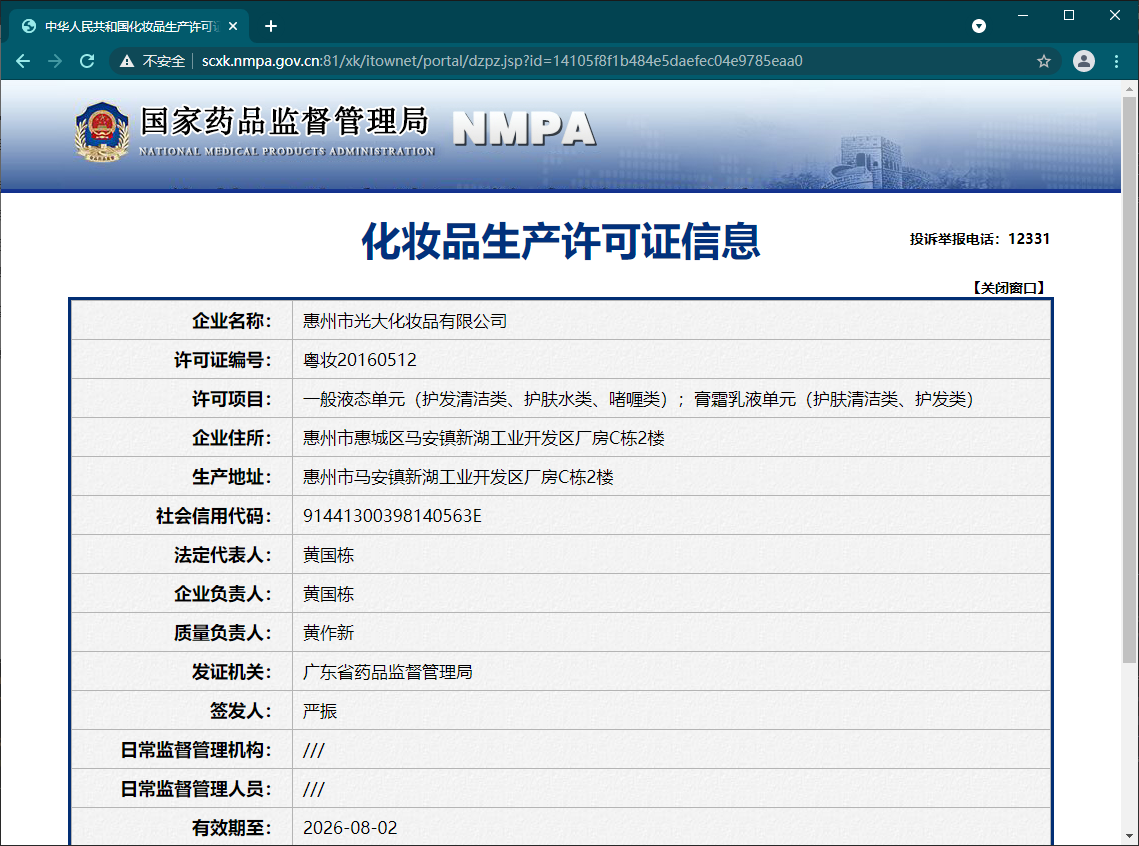 中华人民共和国化妆品生产许可证
不安全
scxk.nmpa.gov.cn:81/xk/itownet/portal/dzpz.jsp?id=14105f8f1b484e5daefec04e9785eaa0
国家药品监督管理局 NMPA
NATIONAL MEDICAL PRODUCTS ADMINISTRATION
化妆品生产许可证信息
投诉举报电话：12331
【关闭窗口】
企业名称： 惠州市光大化妆品有限公司
许可证编号： 粤妆20160512
许可项目： 一般液态单元（护发清洁类、护肤水类、啫喱类）；膏霜乳液单元（护肤清洁类、护发类）
企业住所： 惠州市惠城区马安镇新湖工业开发区厂房C栋2楼
生产地址： 惠州市马安镇新湖工业开发区厂房C栋2楼
社会信用代码： 91441300398140563E
法定代表人： 黄国栋
企业负责人： 黄国栋
质量负责人： 黄作新
发证机关： 广东省药品监督管理局
签发人： 严振
日常监督管理机构： ///
日常监督管理人员： ///
有效期至： 2026-08-02